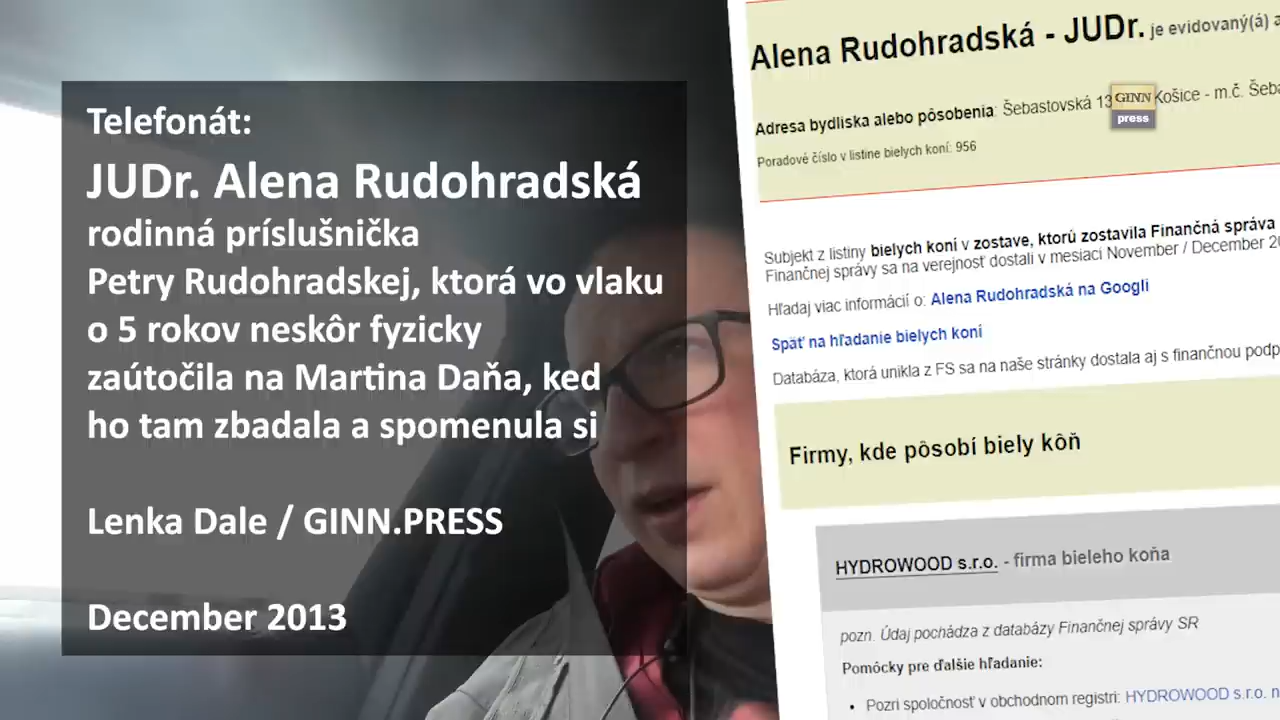 Telefonát:
JUDr. Alena Rudohradská
rodinná príslušnička
Petry Rudohradskej, ktorá vo vlaku
o 5 rokov neskôr fyzicky
zaútočila na Martina Daňa, ked
ho tam zbadala a spomenula si
Lenka Dale / GINN.PRESS
December 2013
Alena Rudohradská - JUDr. je evidovaný(á) a
Adresa bydliska alebo pôsobenia: Šebastovská 13 Košice - m.č. Šeba
GINN
press
Poradové číslo v listine bielych koní: 956
Subjekt z listiny bielych koní v zostave, ktorú zostavila Finančná správa
Finančnej správy sa na verejnosť dostali v mesiaci November / December 20
Hľadaj viac informácií o: Alena Rudohradská na Googli
Späť na hľadanie bielych koní
Databáza, ktorá unikla z FS sa na naše stránky dostala aj s finančnou podp
Firmy, kde pôsobí biely kôň
HYDROWOOD s.r.o. - firma bieleho koňa
pozn. Údaj pochádza z databázy Finančnej správy SR
Pomôcky pre ďalšie hľadanie:
• Pozri spoločnosť v obchodnom registri: HYDROWOOD s.r.o. n